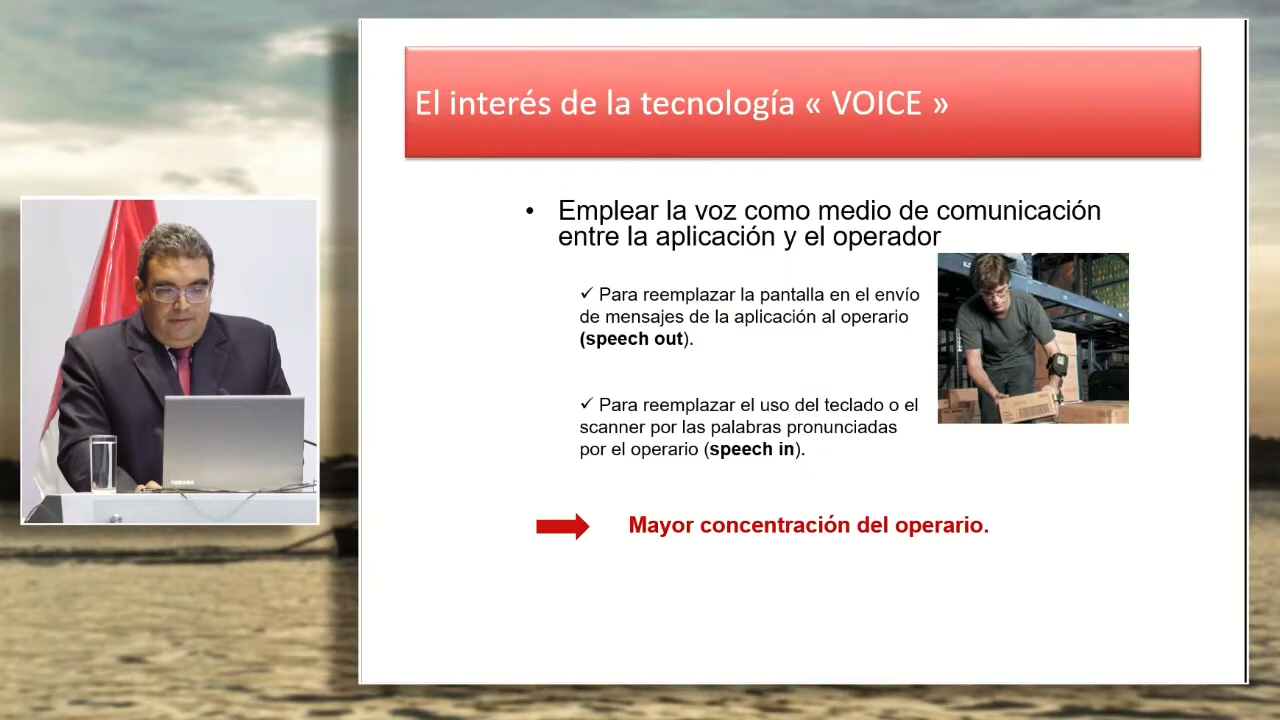 El interés de la tecnología « VOICE »
• Emplear la voz como medio de comunicación
entre la aplicación y el operador
✓ Para reemplazar la pantalla en el envío
de mensajes de la aplicación al operario
(speech out).
✓ Para reemplazar el uso del teclado o el
scanner por las palabras pronunciadas
por el operario (speech in).
Mayor concentración del operario.
TOSHIBA